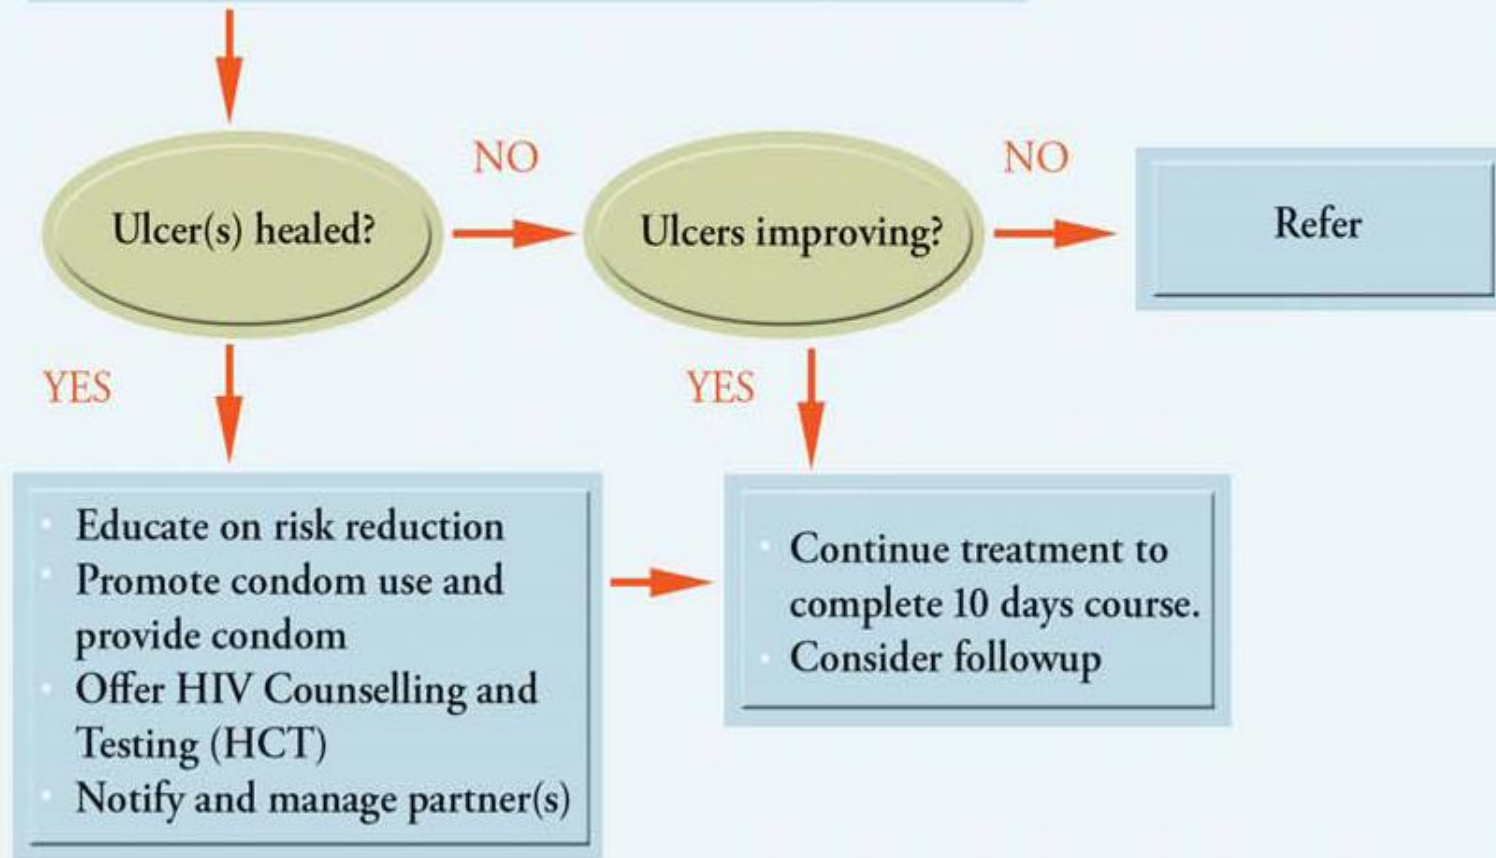 NO
NO
Ulcer(s) healed?
Ulcers improving?
Refer
YES
YES
Educate on risk reduction
Promote condom use and
provide condom
Offer HIV Counselling and
Testing (HCT)
Notify and manage partner(s)
Continue treatment to
complete 10 days course.
Consider followup